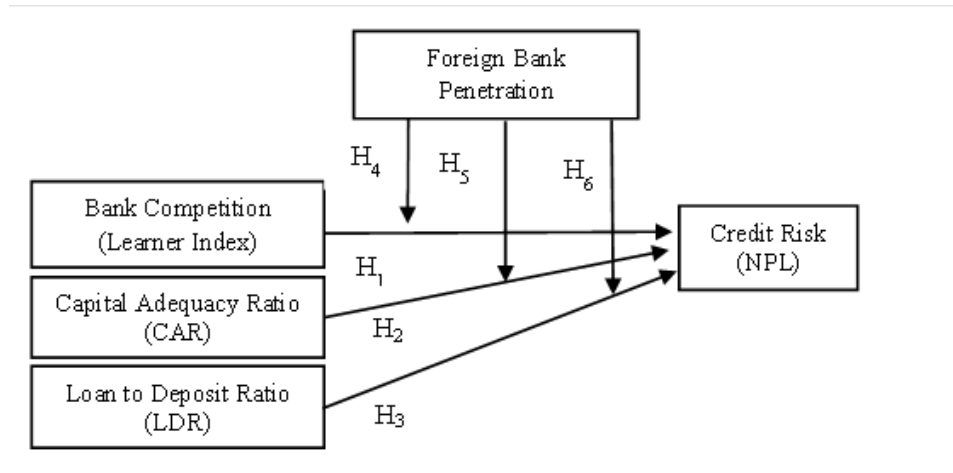 Foreign Bank
Penetration
H4
H5
H6
Bank Competition
(Learner Index)
Credit Risk
(NPL)
H1
Capital Adequacy Ratio
(CAR)
H2
Loan to Deposit Ratio
(LDR)
H3